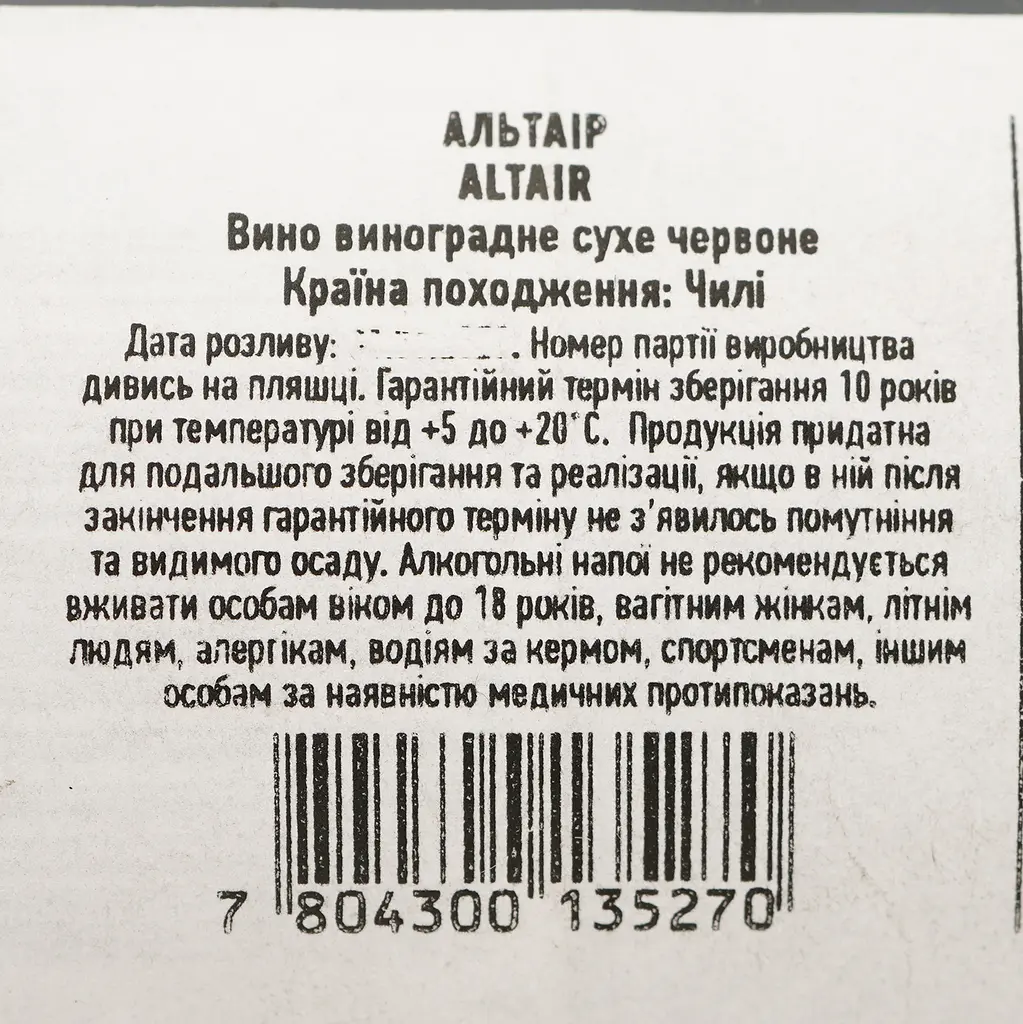 АЛЬТАІР
ALTAIR
Вино виноградне сухе червоне
Країна походження: Чилі
Дата розливу: . Номер партії виробництва
дивись на пляшці. Гарантійний термін зберігання 10 років
при температурі від +5 до +20°С. Продукція придатна
для подальшого зберігання та реалізації, якщо в ній після
закінчення гарантійного терміну не з'явилось помутніння
та видимого осаду. Алкогольні напої не рекомендується
вживати особам віком до 18 років, вагітним жінкам, літнім
людям, алергікам, водіям за кермом, спортсменам, іншим
особам за наявністю медичних протипоказань.
7 804300 135270